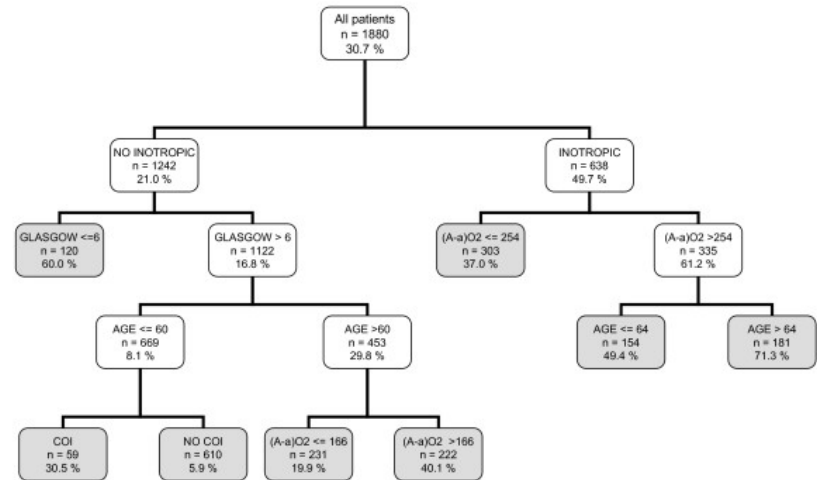 All patients
n = 1880
30.7 %
NO INOTROPIC
n = 1242
21.0 %
INOTROPIC
n = 638
49.7 %
GLASGOW <=6
n = 120
60.0 %
GLASGOW > 6
n = 1122
16.8 %
(A-a)O2 <= 254
n = 303
37.0 %
(A-a)O2 >254
n = 335
61.2 %
AGE <= 60
n = 669
8.1 %
AGE >60
n = 453
29.8 %
AGE <= 64
n = 154
49.4 %
AGE > 64
n = 181
71.3 %
COI
n = 59
30.5 %
NO COI
n = 610
5.9 %
(A-a)O2 <= 166
n = 231
19.9 %
(A-a)O2 >166
n = 222
40.1 %